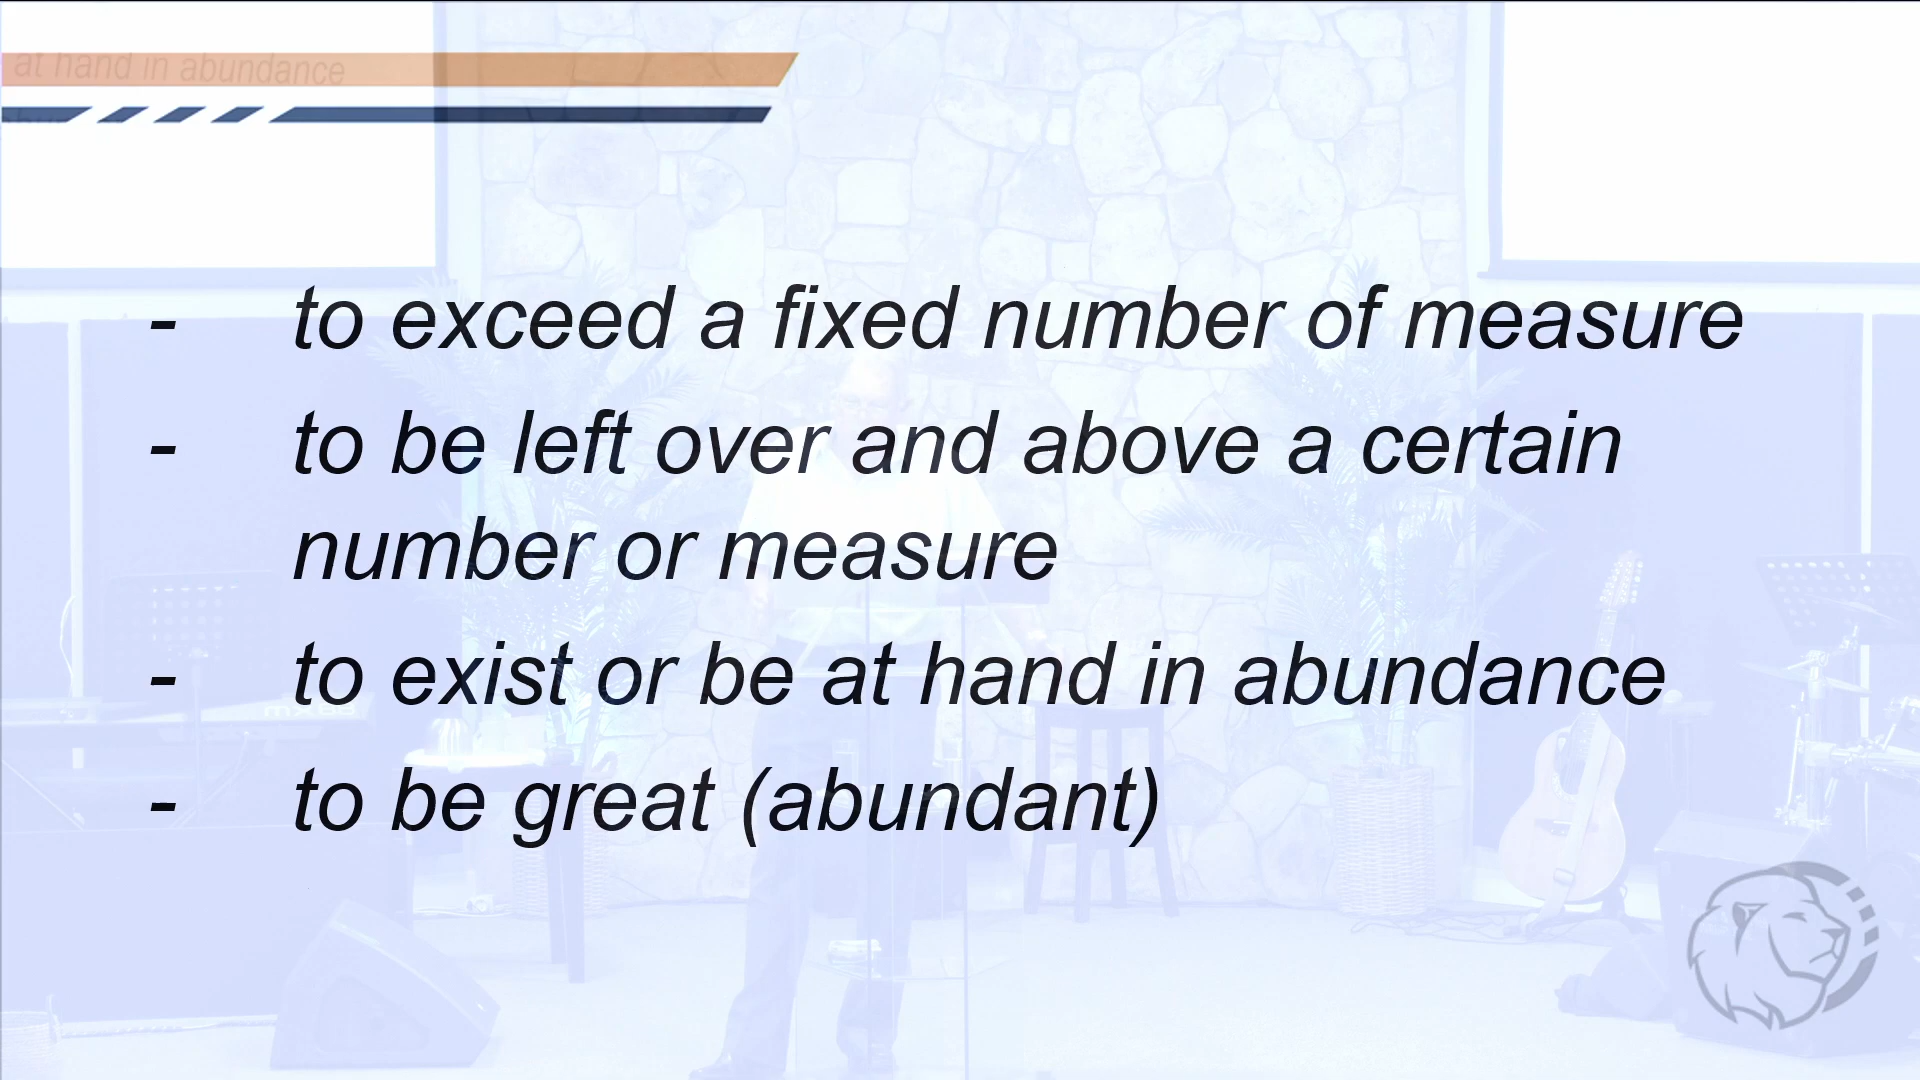 at hand in abundance
- to exceed a fixed number of measure
- to be left over and above a certain
number or measure
- to exist or be at hand in abundance
- to be great (abundant)